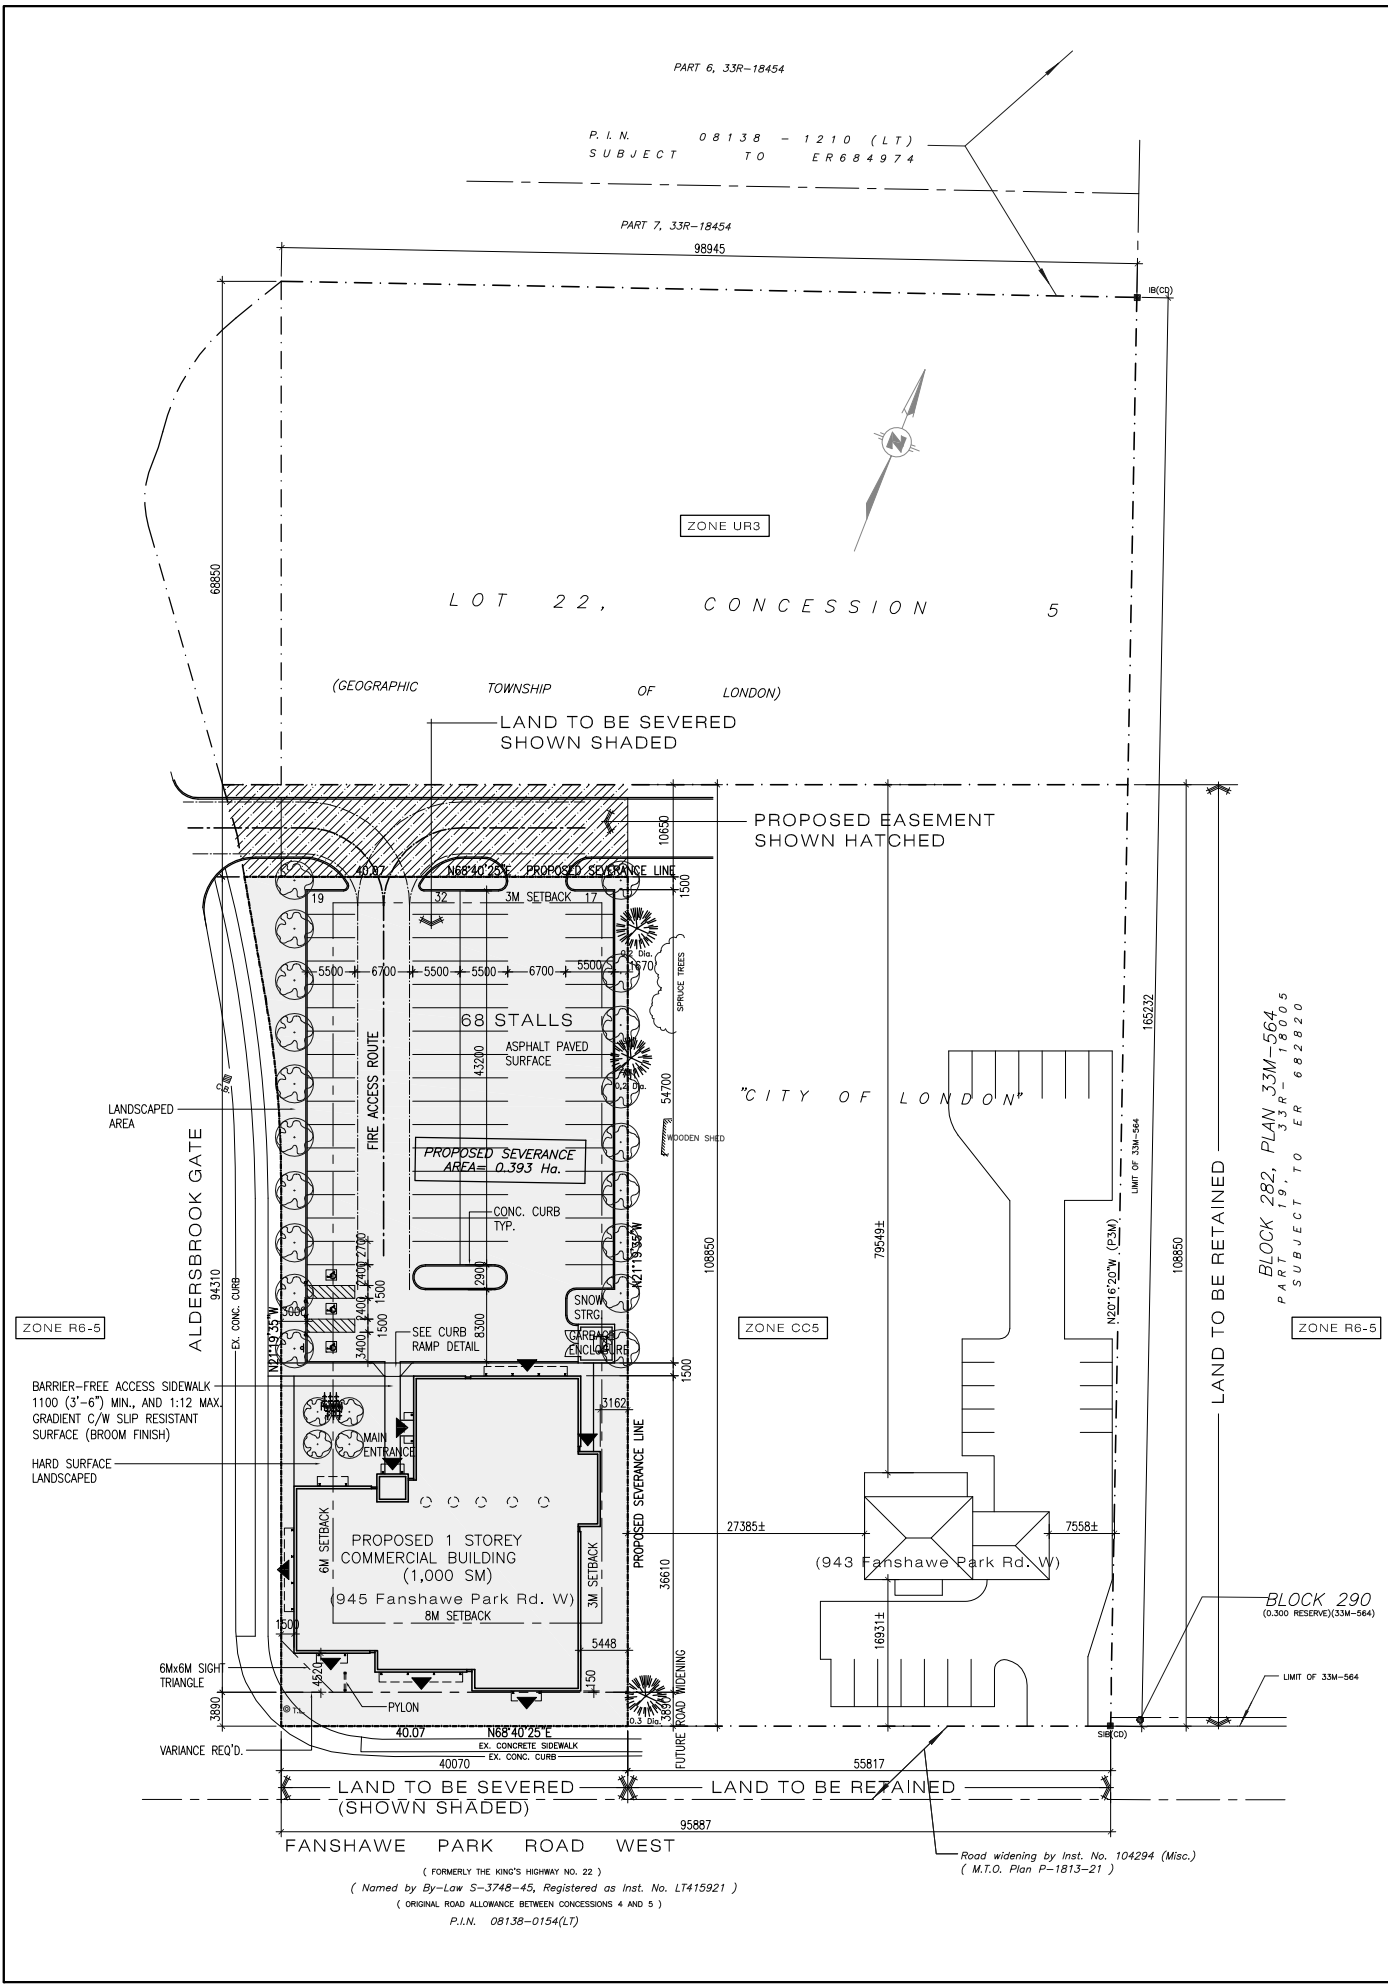 PART 6, 33R-18454
P.I.N. 08138 - 1210 (LT)
SUBJECT TO ER684974
PART 7, 33R-18454
98945
IB(CD)
ZONE UR3
68850
LOT 22, CONCESSION 5
(GEOGRAPHIC TOWNSHIP OF LONDON)
LAND TO BE SEVERED
SHOWN SHADED
PROPOSED EASEMENT
SHOWN HATCHED
10650
40.07 N68°40'25"E PROPOSED SEVERANCE LINE
1500
19
32
3M SETBACK
17
0.2 Dia.
5500
6700
5500
5500
6700
5500
1670
SPRUCE TREES
165232
68 STALLS
ASPHALT PAVED
SURFACE
43200
FIRE ACCESS ROUTE
0.2 Dia.
54700
C.B.
"CITY OF LONDON"
LANDSCAPED
AREA
WOODEN SHED
LIMIT OF 33M-564
BLOCK 282, PLAN 33M-564
PART 19, 33R- 18005
SUBJECT TO ER 682820
PROPOSED SEVERANCE
AREA= 0.393 Ha.
ALDERSBROOK GATE
CONC. CURB
TYP.
94310
EX. CONC. CURB
2700
2400
1500
2400
1500
3400
3000
2900
8300
N21°19'35"W
N21°19'35"W
108850
79549±
N20°16'20"W (P3M)
108850
LAND TO BE RETAINED
SNOW
STRG.
GARBAGE
ENCLOSURE
SEE CURB
RAMP DETAIL
ZONE R6-5
ZONE CC5
ZONE R6-5
1500
BARRIER-FREE ACCESS SIDEWALK
1100 (3'-6") MIN., AND 1:12 MAX.
GRADIENT C/W SLIP RESISTANT
SURFACE (BROOM FINISH)
3162
MAIN
ENTRANCE
HARD SURFACE
LANDSCAPED
PROPOSED SEVERANCE LINE
6M SETBACK
PROPOSED 1 STOREY
COMMERCIAL BUILDING
(1,000 SM)
(945 Fanshawe Park Rd. W)
8M SETBACK
3M SETBACK
36610
27385±
7558±
(943 Fanshawe Park Rd. W)
16931±
BLOCK 290
(0.300 RESERVE)(33M-564)
1500
5448
6Mx6M SIGHT
TRIANGLE
4520
150
LIMIT OF 33M-564
3890
PYLON
T.L.
3890
0.3 Dia.
FUTURE ROAD WIDENING
SIB(CD)
VARIANCE REQ'D.
40.07 N68°40'25"E
EX. CONCRETE SIDEWALK
EX. CONC. CURB
40070
55817
LAND TO BE SEVERED
(SHOWN SHADED)
LAND TO BE RETAINED
95887
FANSHAWE PARK ROAD WEST
Road widening by Inst. No. 104294 (Misc.)
( M.T.O. Plan P-1813-21 )
( FORMERLY THE KING'S HIGHWAY NO. 22 )
( Named by By-Law S-3748-45, Registered as Inst. No. LT415921 )
( ORIGINAL ROAD ALLOWANCE BETWEEN CONCESSIONS 4 AND 5 )
P.I.N. 08138-0154(LT)